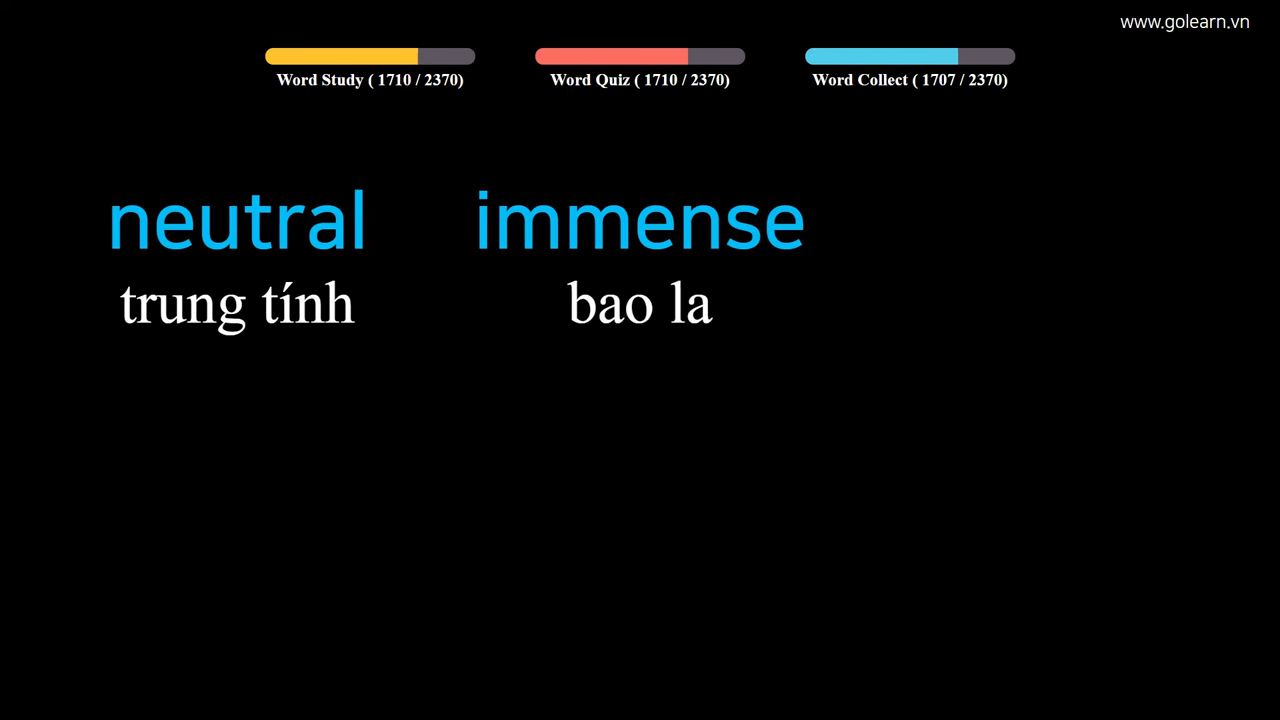 www.golearn.vn
Word Study ( 1710 / 2370)
Word Quiz ( 1710 / 2370)
Word Collect ( 1707 / 2370)
neutral
trung tính
immense
bao la